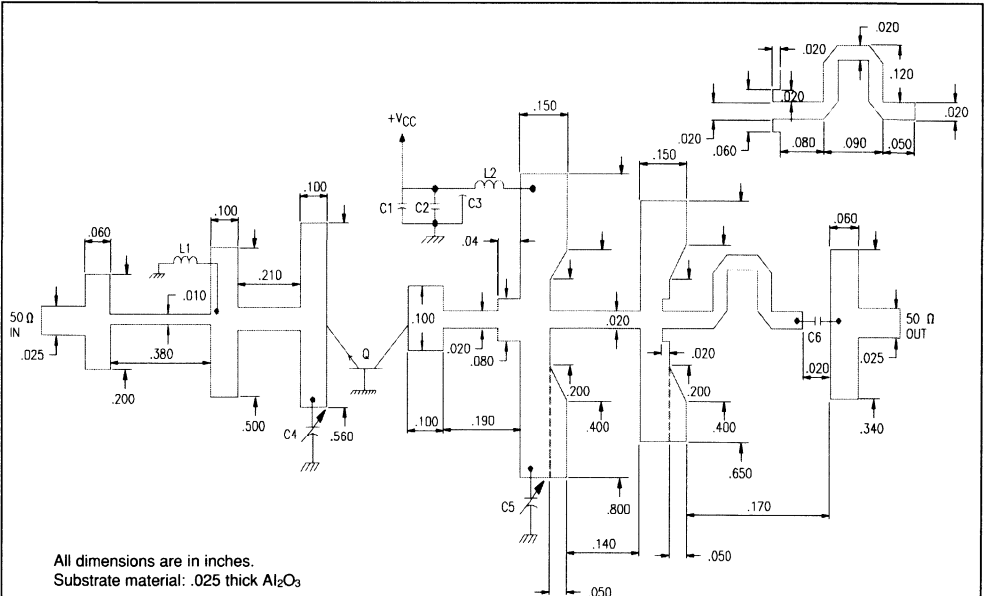 .020
.020
.120
.020
.020
.020
.060
.080
.090
.050
.150
+VCC
L2
C1
C2
C3
.150
.100
.100
.060
.04
.060
L1
.210
.010
50 Ω
IN
.025
.380
.200
Q
.100
.020
.080
.020
.020
C6
50 Ω
OUT
.025
.020
.500
C4
.560
.100
.190
.200
.400
.200
.400
.340
.650
C5
.800
.170
.140
.050
.050
All dimensions are in inches.
Substrate material: .025 thick Al₂O₃